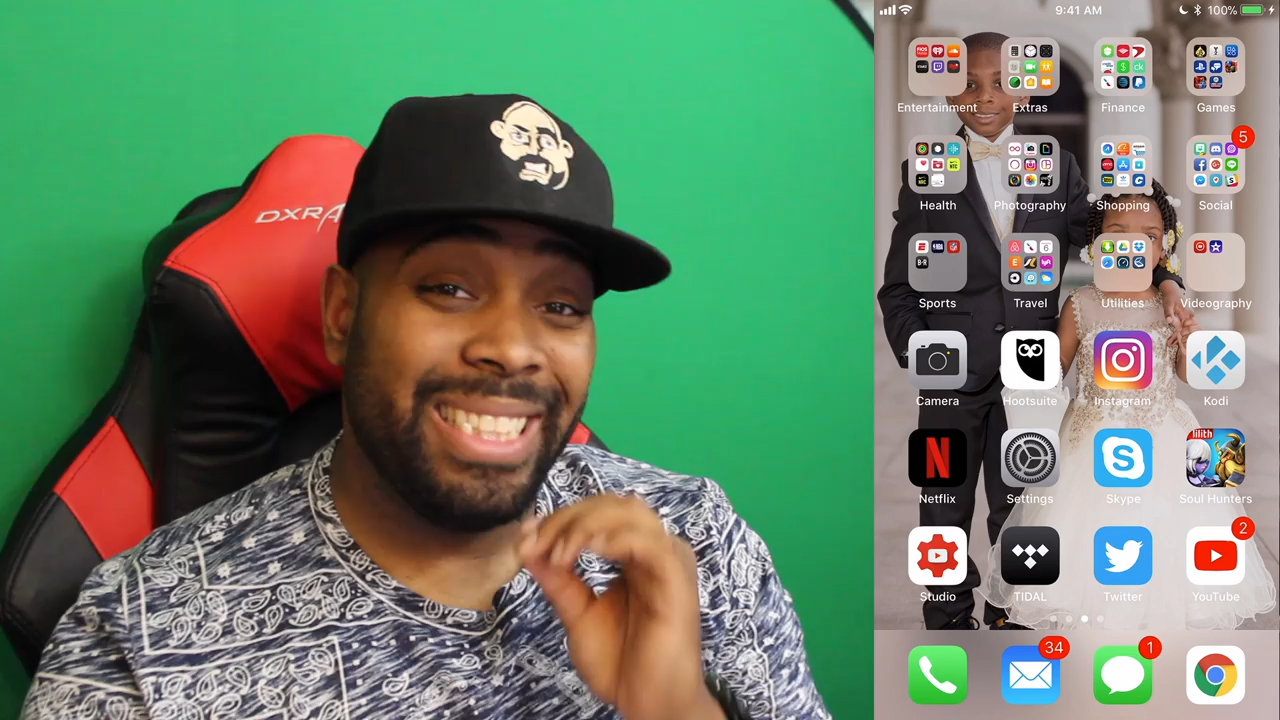 DXRA
9:41 AM
100%
Entertainment
Extras
Finance
Games
5
Health
Photography
Shopping
Social
Sports
Travel
Utilities
Videography
Camera
Hootsuite
Instagram
Kodi
lilith
Netflix
Settings
Skype
Soul Hunters
2
Studio
TIDAL
Twitter
YouTube
34
1